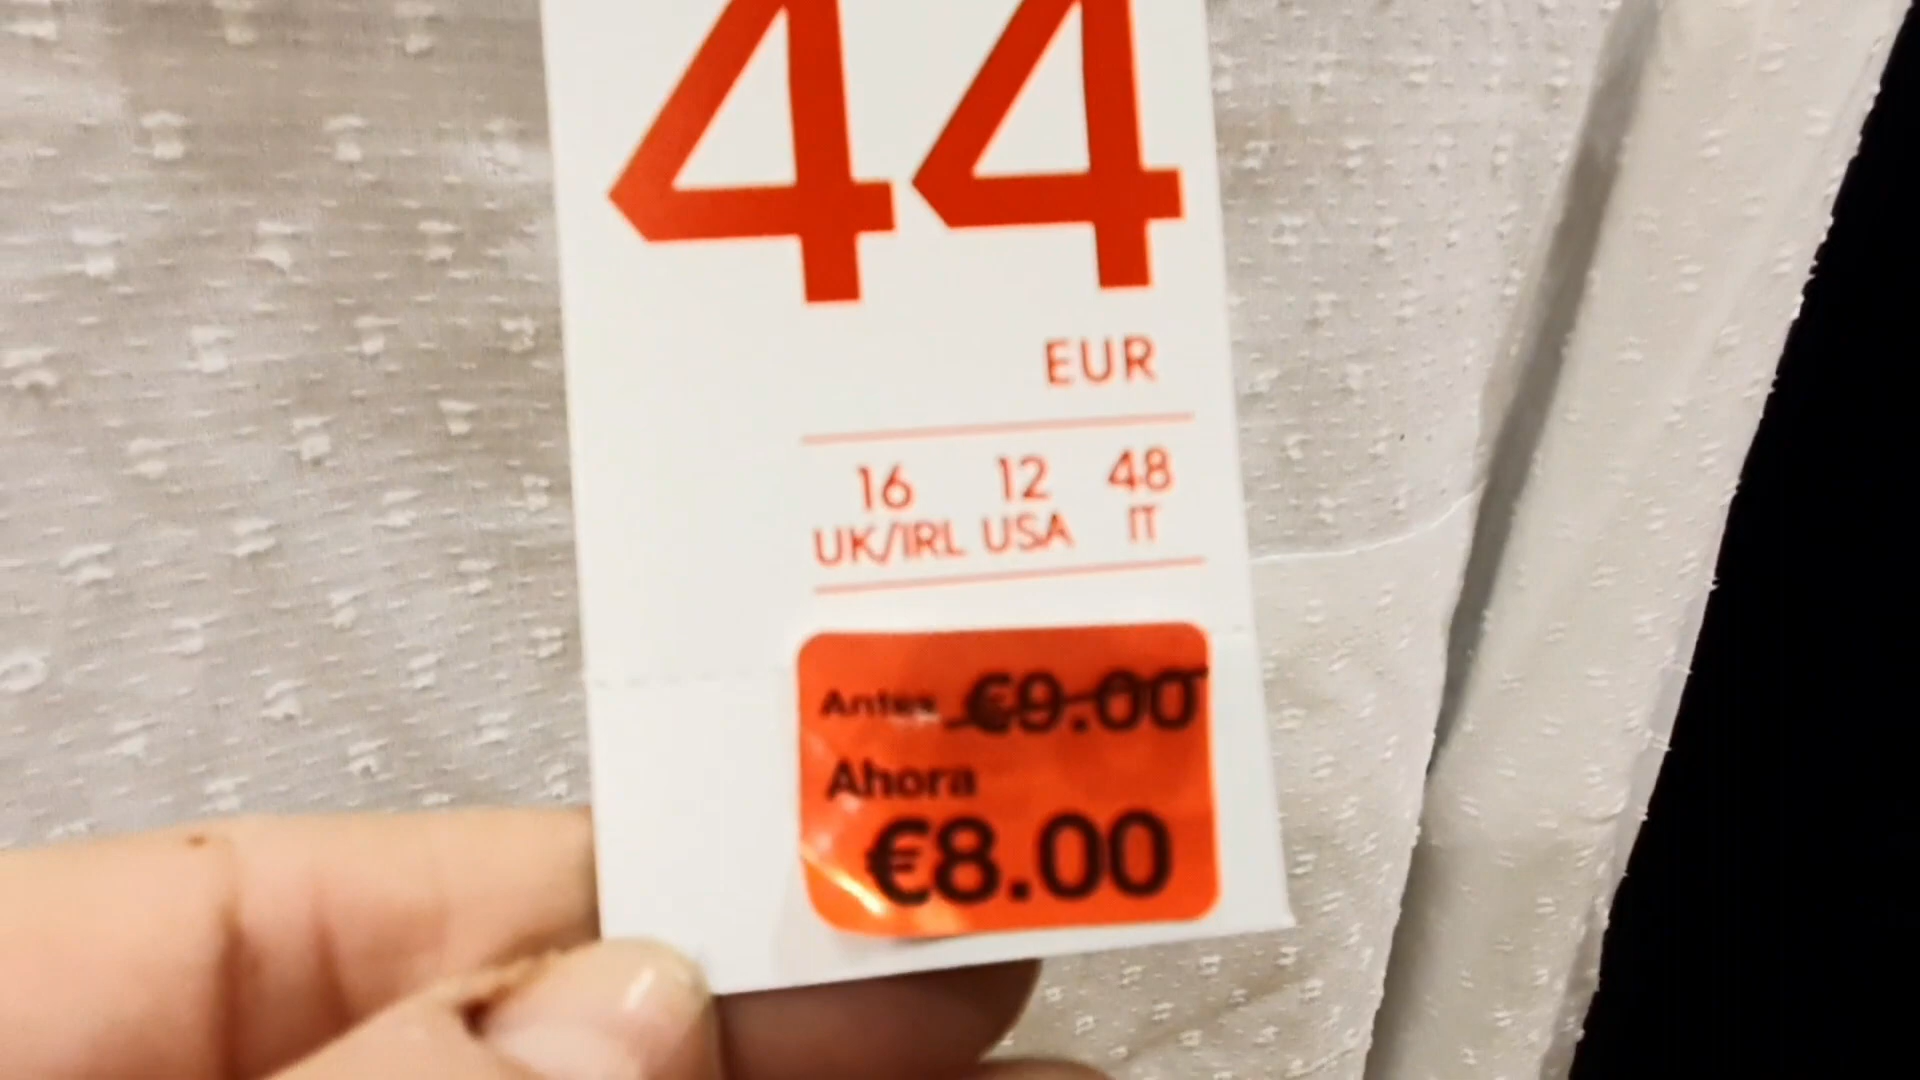 44
EUR
16 12 48
UK/IRL USA IT
Antes €9.00
Ahora
€8.00